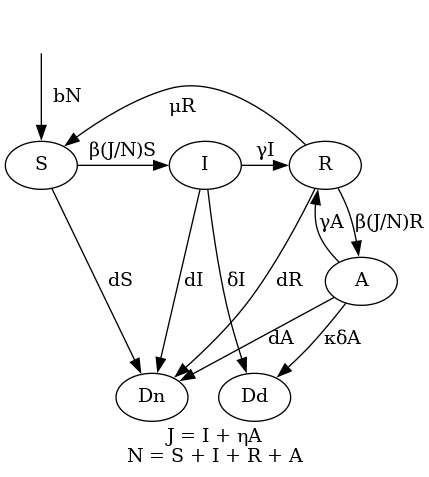 bN
μR
β(J/N)S
γI
S
I
R
γA
β(J/N)R
dS
dI
δI
dR
A
dA
κδA
Dn
Dd
J = I + ηA
N = S + I + R + A